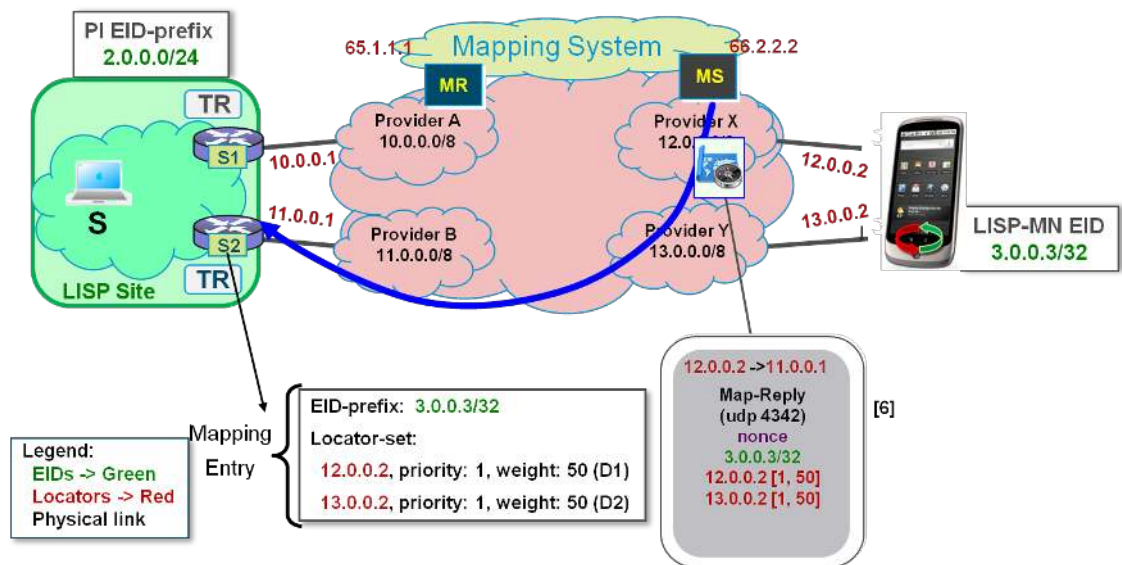 PI EID-prefix
2.0.0.0/24
65.1.1.1
Mapping System
66.2.2.2
MR
MS
TR
S1
10.0.0.1
Provider A
10.0.0.0/8
Provider X
12.0.0.2
S
11.0.0.1
S2
TR
LISP Site
Provider B
11.0.0.0/8
Provider Y
13.0.0.0/8
13.0.0.2
LISP-MN EID
3.0.0.3/32
12.0.0.2 ->11.0.0.1
Map-Reply
(udp 4342)
nonce
3.0.0.3/32
12.0.0.2 [1, 50]
13.0.0.2 [1, 50]
[6]
Mapping
Entry
EID-prefix: 3.0.0.3/32
Locator-set:
12.0.0.2, priority: 1, weight: 50 (D1)
13.0.0.2, priority: 1, weight: 50 (D2)
Legend:
EIDs -> Green
Locators -> Red
Physical link